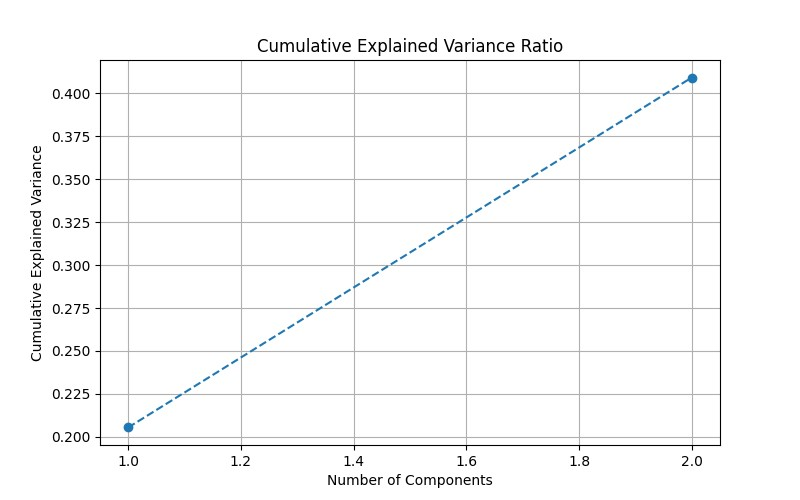 Cumulative Explained Variance Ratio
Cumulative Explained Variance
0.400
0.375
0.350
0.325
0.300
0.275
0.250
0.225
0.200
1.0 1.2 1.4 1.6 1.8 2.0
Number of Components